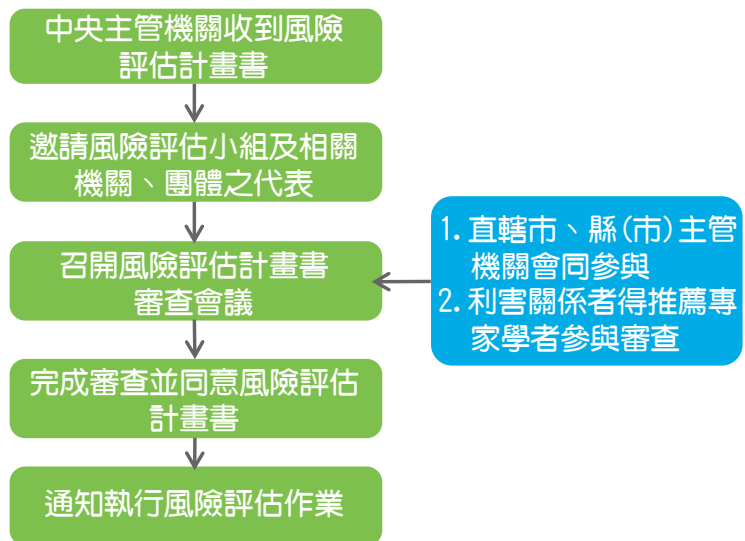 中央主管機關收到風險
評估計畫書
邀請風險評估小組及相關
機關、團體之代表
召開風險評估計畫書
審查會議
1. 直轄市、縣(市)主管
機關會同參與
2. 利害關係者得推薦專
家學者參與審查
完成審查並同意風險評估
計畫書
通知執行風險評估作業